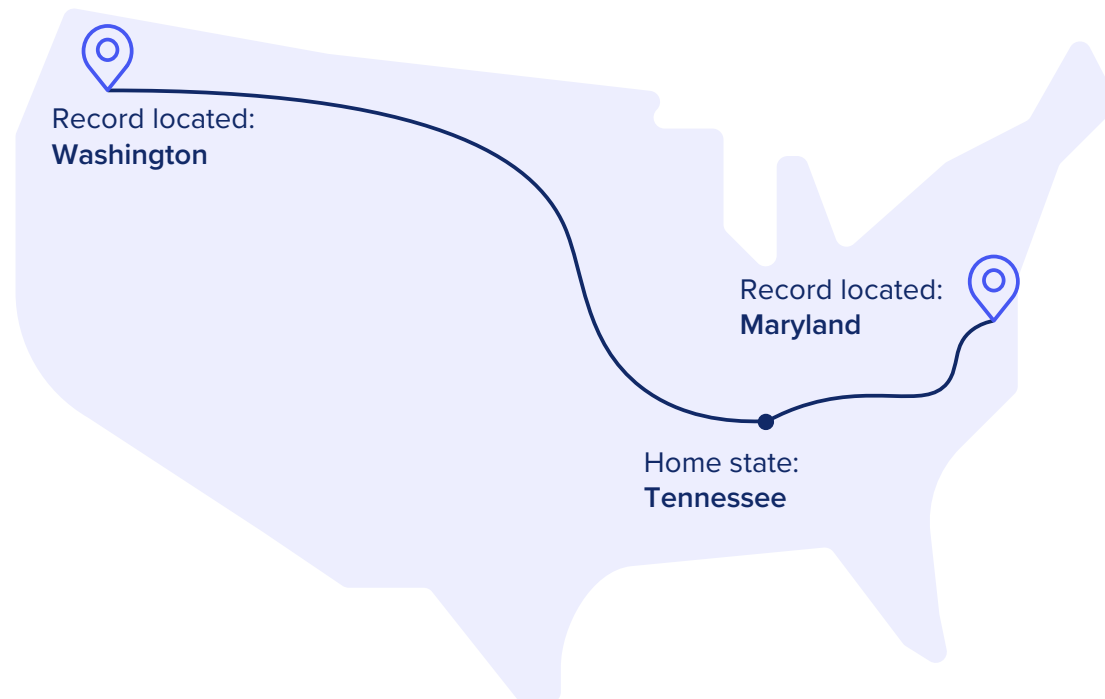 Record located:
Washington
Record located:
Maryland
Home state:
Tennessee